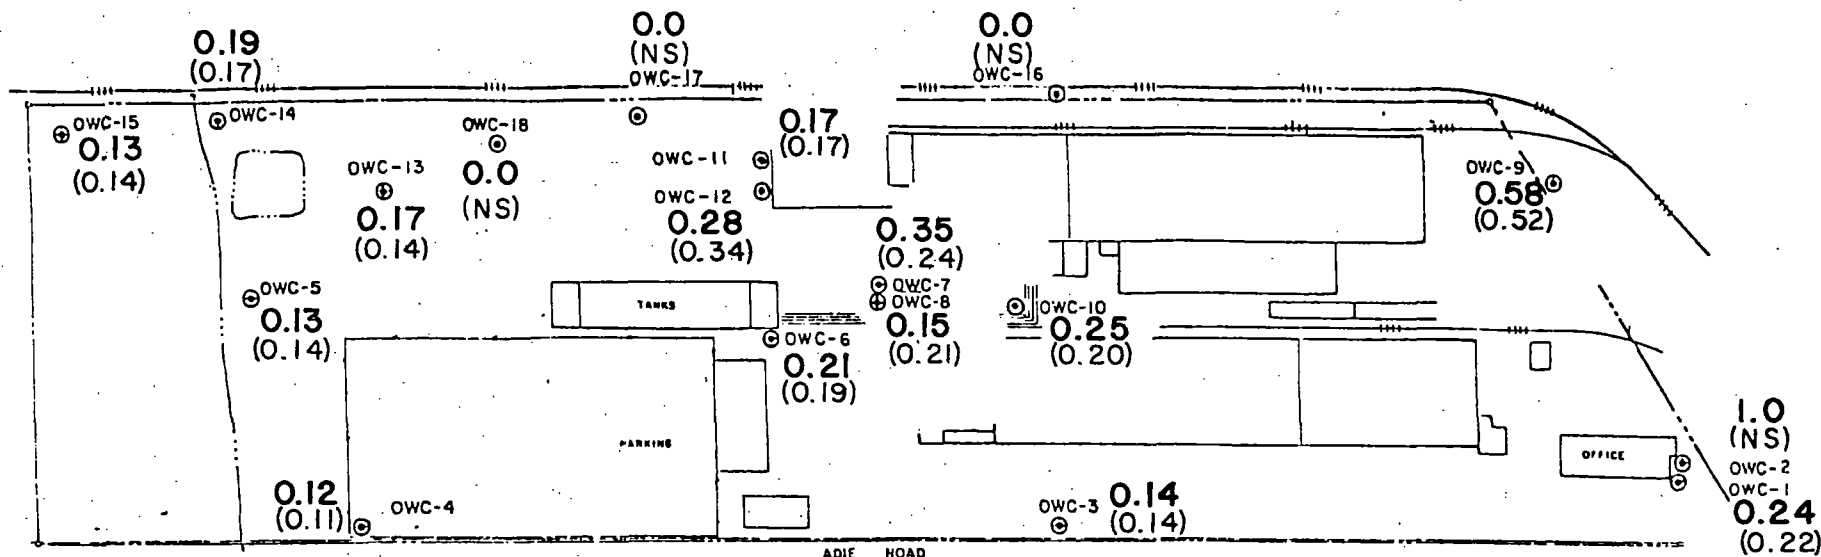 0.19
(0.17)
0.0
(NS)
OWC-17
0.0
(NS)
OWC-16
OWC-15
0.13
(0.14)
OWC-14
OWC-18
0.0
(NS)
OWC-13
0.17
(0.14)
0.17
(0.17)
OWC-11
OWC-12
0.28
(0.34)
OWC-9
0.58
(0.52)
0.35
(0.24)
OWC-7
OWC-8
0.15
(0.21)
OWC-5
0.13
(0.14)
TANKS
OWC-10
0.25
(0.20)
OWC-6
0.21
(0.19)
PARKING
OFFICE
1.0
(NS)
OWC-2
OWC-1
0.24
(0.22)
0.12
(0.11)
OWC-4
OWC-3
0.14
(0.14)
ADIE ROAD